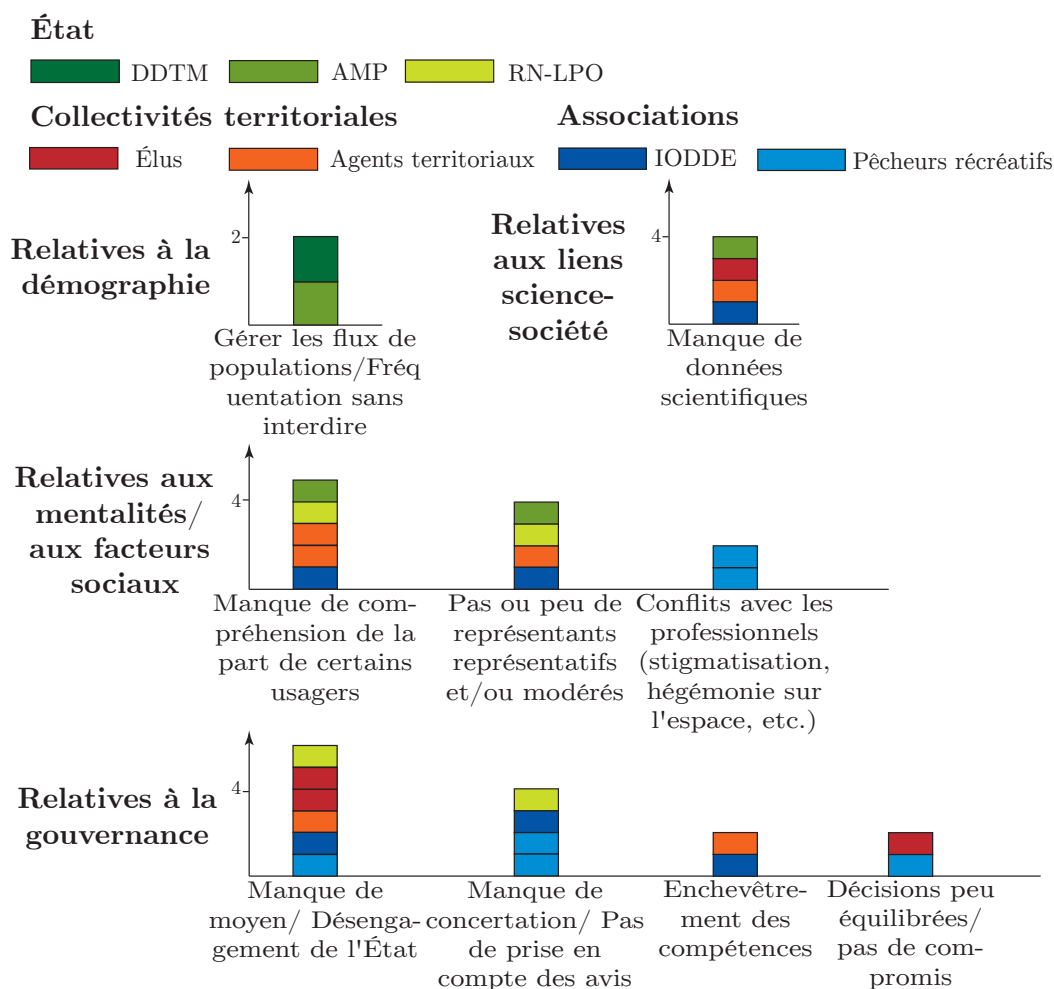 État
DDTM AMP RN-LPO
Collectivités territoriales Associations
Élus Agents territoriaux IODDE Pêcheurs récréatifs
Relatives à la
démographie
2
Gérer les flux de
populations/Fréq
uentation sans
interdire
Relatives
aux liens
science-
société
4
Manque de
données
scientifiques
Relatives aux
mentalités/
aux facteurs
sociaux
4
Manque de com-
préhension de la
part de certains
usagers
Pas ou peu de
représentants
représentatifs
et/ou modérés
Conflits avec les
professionnels
(stigmatisation,
hégémonie sur
l'espace, etc.)
Relatives à la
gouvernance
4
Manque de
moyen/ Désenga-
gement de l'État
Manque de
concertation/ Pas
de prise en
compte des avis
Enchevêtre-
ment des
compétences
Décisions peu
équilibrées/
pas de com-
promis